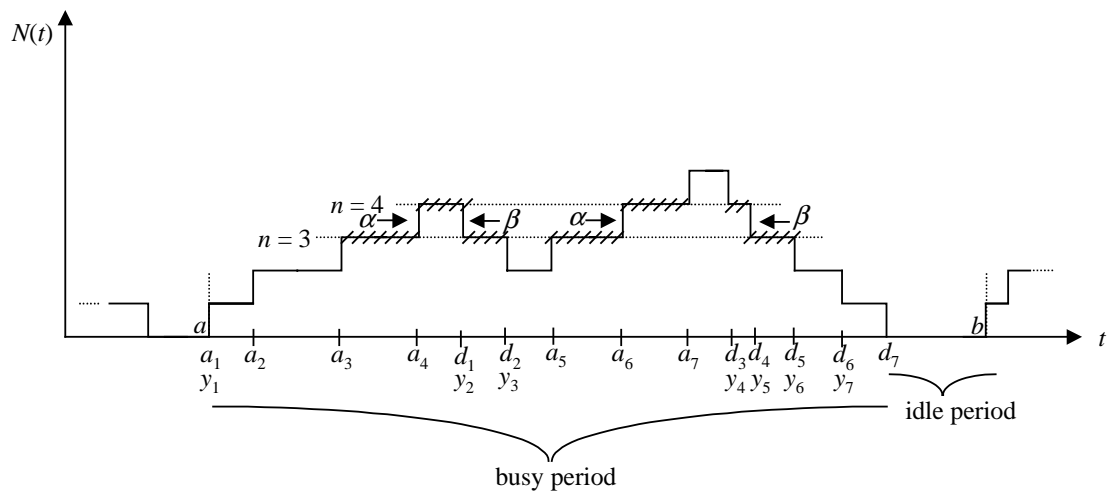 N(t)
n = 4
α β α β
n = 3
a b
a₁ a₂ a₃ a₄ d₁ d₂ a₅ a₆ a₇ d₃ d₄ d₅ d₆ d₇ t
y₁ y₂ y₃ y₄ y₅ y₆ y₇
idle period
busy period